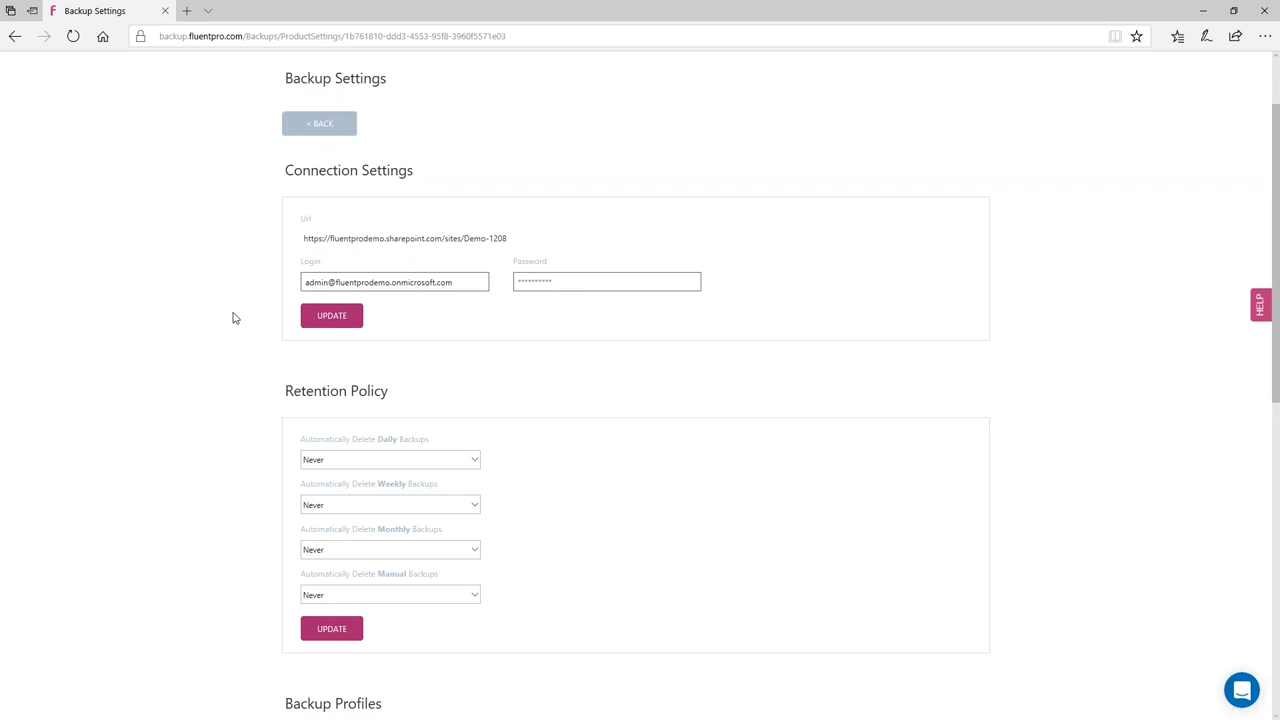 Backup Settings
backup.fluentpro.com/Backups/ProductSettings/1b761810-ddd3-4553-95f8-3960f5571e03
Backup Settings
< BACK
Connection Settings
Url
https://fluentprodemo.sharepoint.com/sites/Demo-1208
Login
Password
admin@fluentprodemo.onmicrosoft.com
**********
UPDATE
HELP
Retention Policy
Automatically Delete Daily Backups
Never
Automatically Delete Weekly Backups
Never
Automatically Delete Monthly Backups
Never
Automatically Delete Manual Backups
Never
UPDATE
Backup Profiles